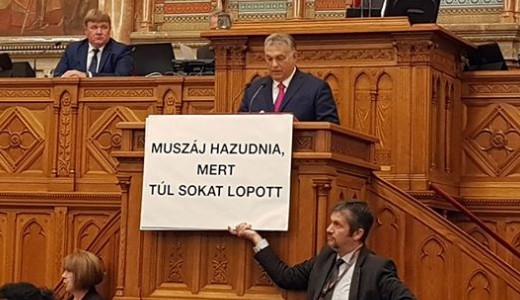 MUSZÁJ HAZUDNIA,
MERT
TÚL SOKAT LOPOTT